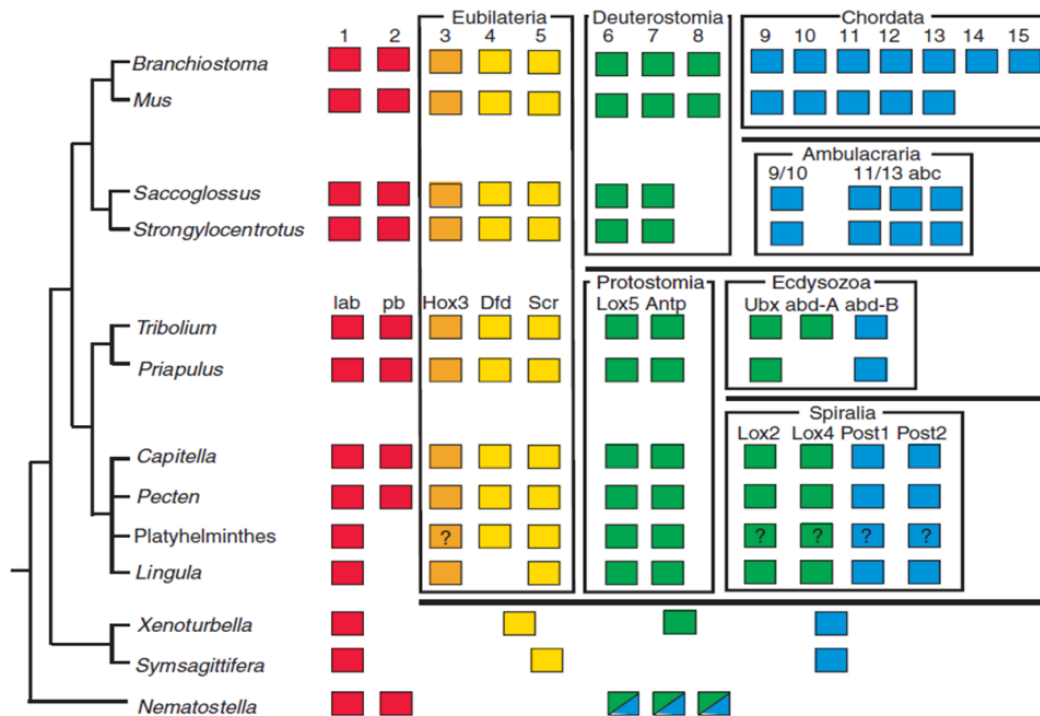 Eubilateria Deuterostomia Chordata
1 2 3 4 5 6 7 8 9 10 11 12 13 14 15
Branchiostoma
Mus
Ambulacraria
9/10 11/13 abc
Saccoglossus
Strongylocentrotus
Protostomia Ecdysozoa
lab pb Hox3 Dfd Scr Lox5 Antp Ubx abd-A abd-B
Tribolium
Priapulus
Spiralia
Lox2 Lox4 Post1 Post2
Capitella
Pecten
Platyhelminthes ? ? ? ? ?
Lingula
Xenoturbella
Symsagittifera
Nematostella